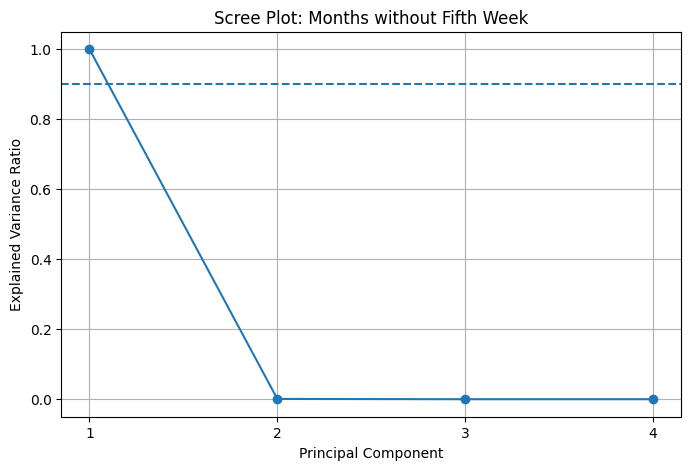 Scree Plot: Months without Fifth Week
Explained Variance Ratio
1.0
0.8
0.6
0.4
0.2
0.0
1 2 3 4
Principal Component